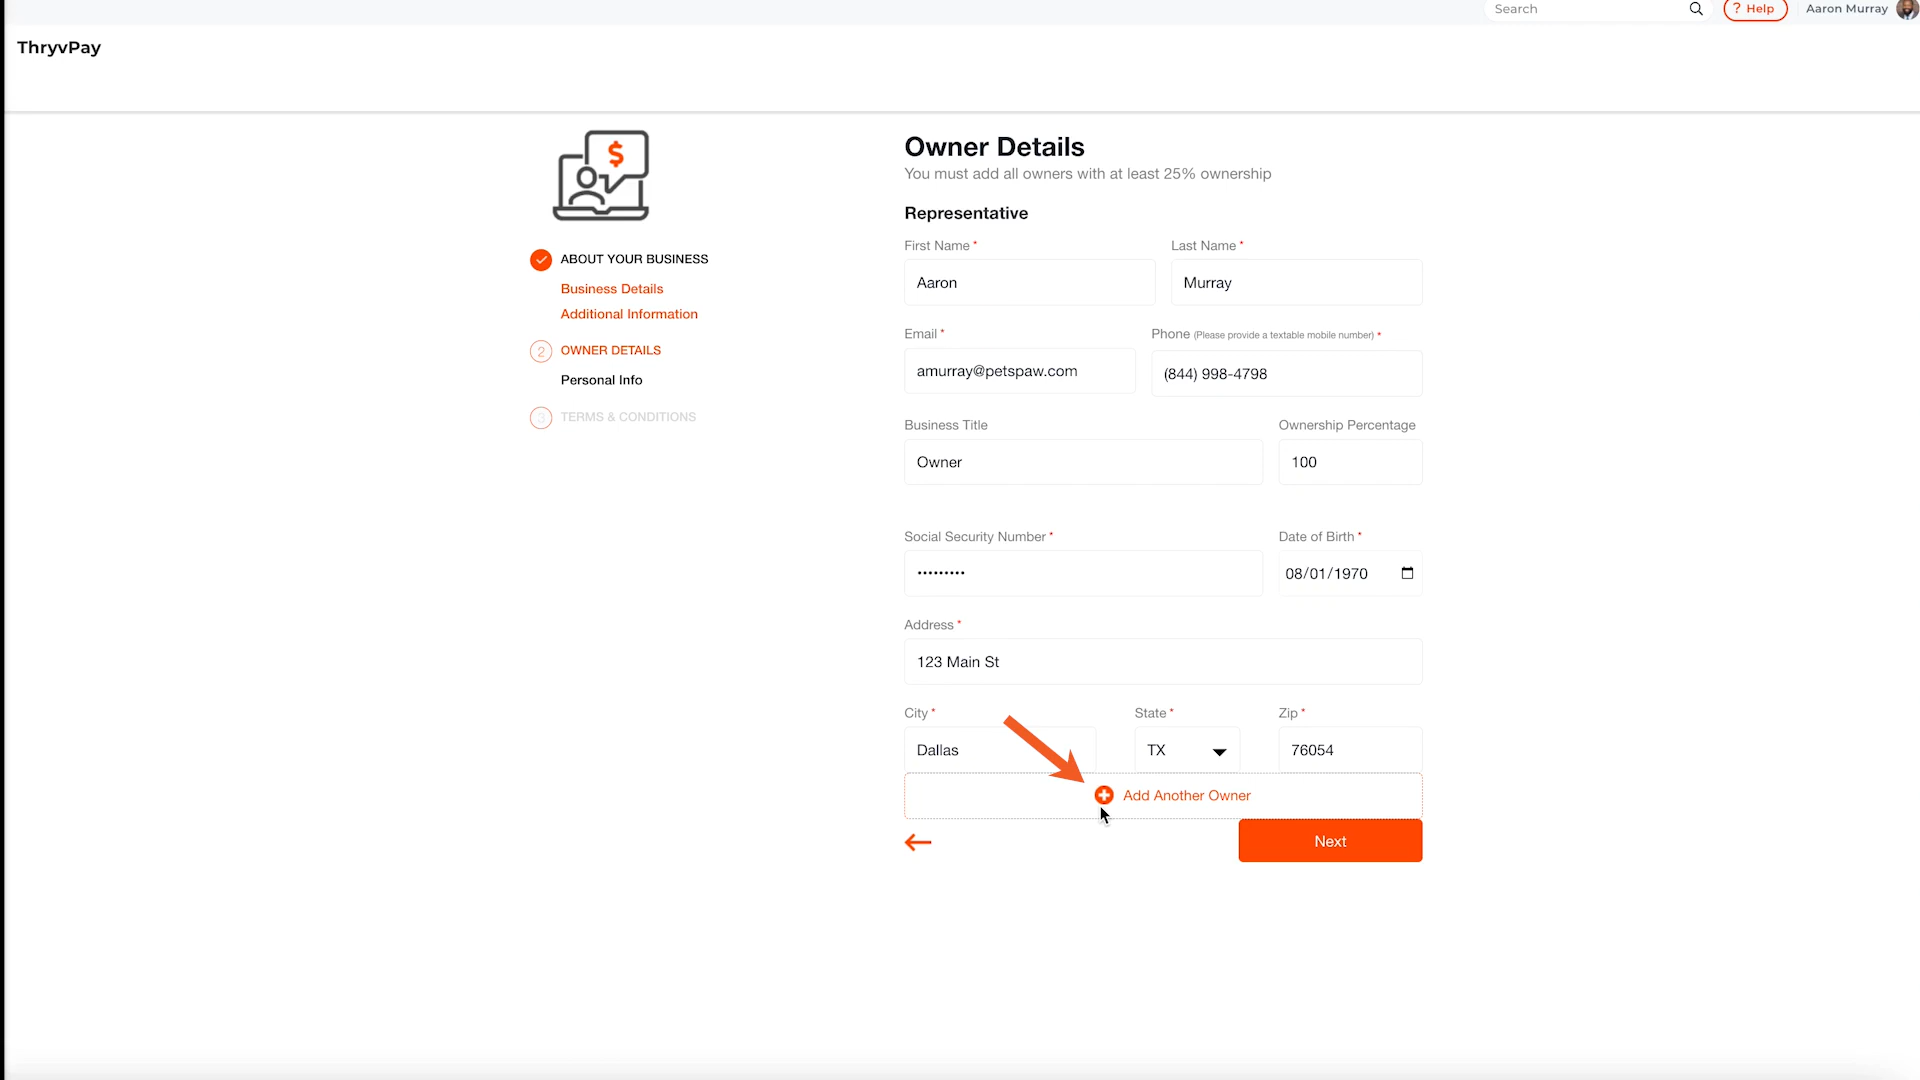 Search
? Help
Aaron Murray
ThryvPay
$
ABOUT YOUR BUSINESS
Business Details
Additional Information
2 OWNER DETAILS
Personal Info
3 TERMS & CONDITIONS
Owner Details
You must add all owners with at least 25% ownership
Representative
First Name * Last Name *
Aaron Murray
Email * Phone (Please provide a textable mobile number) *
amurray@petspaw.com (844) 998-4798
Business Title Ownership Percentage
Owner 100
Social Security Number * Date of Birth *
••••••••• 08/01/1970
Address *
123 Main St
City * State * Zip *
Dallas TX 76054
Add Another Owner
Next